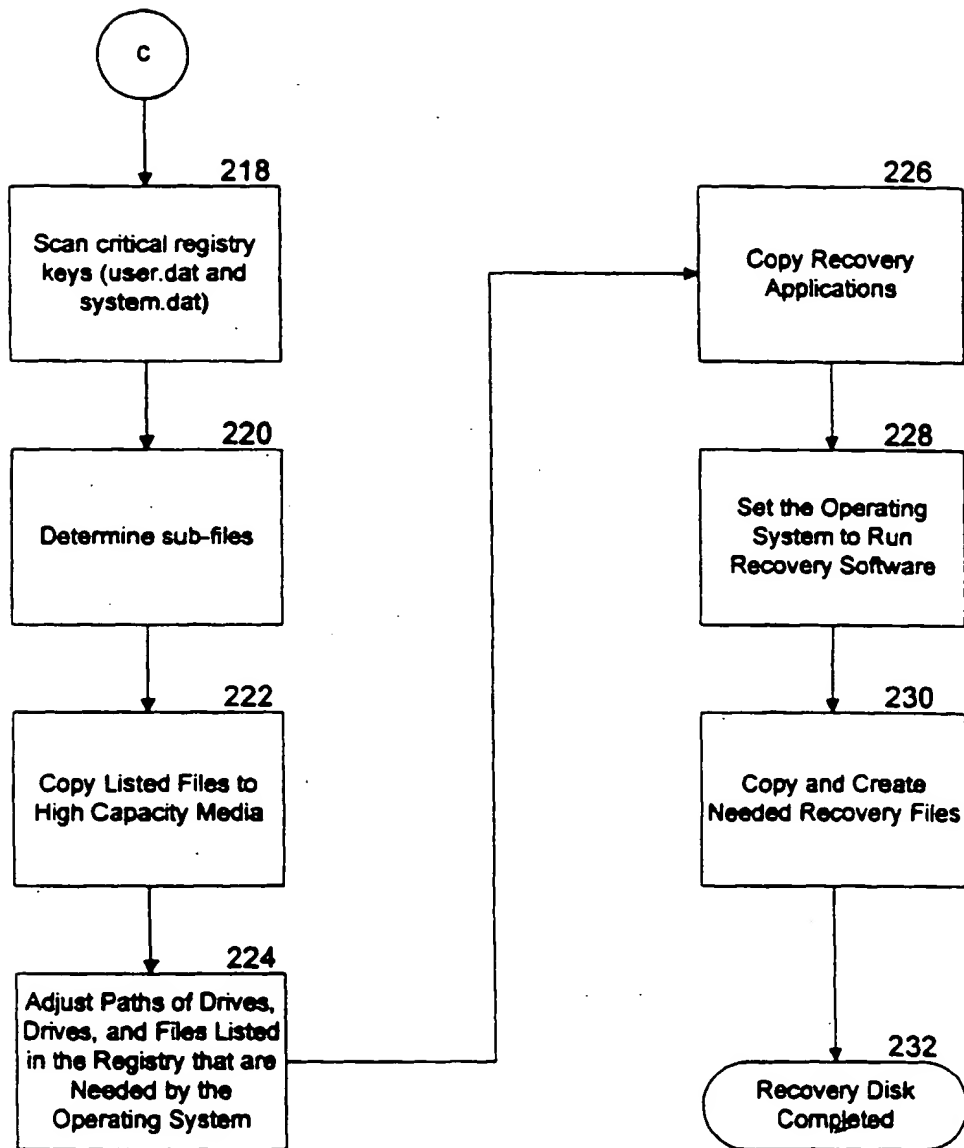 C
218
Scan critical registry
keys (user.dat and
system.dat)
220
Determine sub-files
222
Copy Listed Files to
High Capacity Media
224
Adjust Paths of Drives,
Drives, and Files Listed
in the Registry that are
Needed by the
Operating System
226
Copy Recovery
Applications
228
Set the Operating
System to Run
Recovery Software
230
Copy and Create
Needed Recovery Files
232
Recovery Disk
Completed